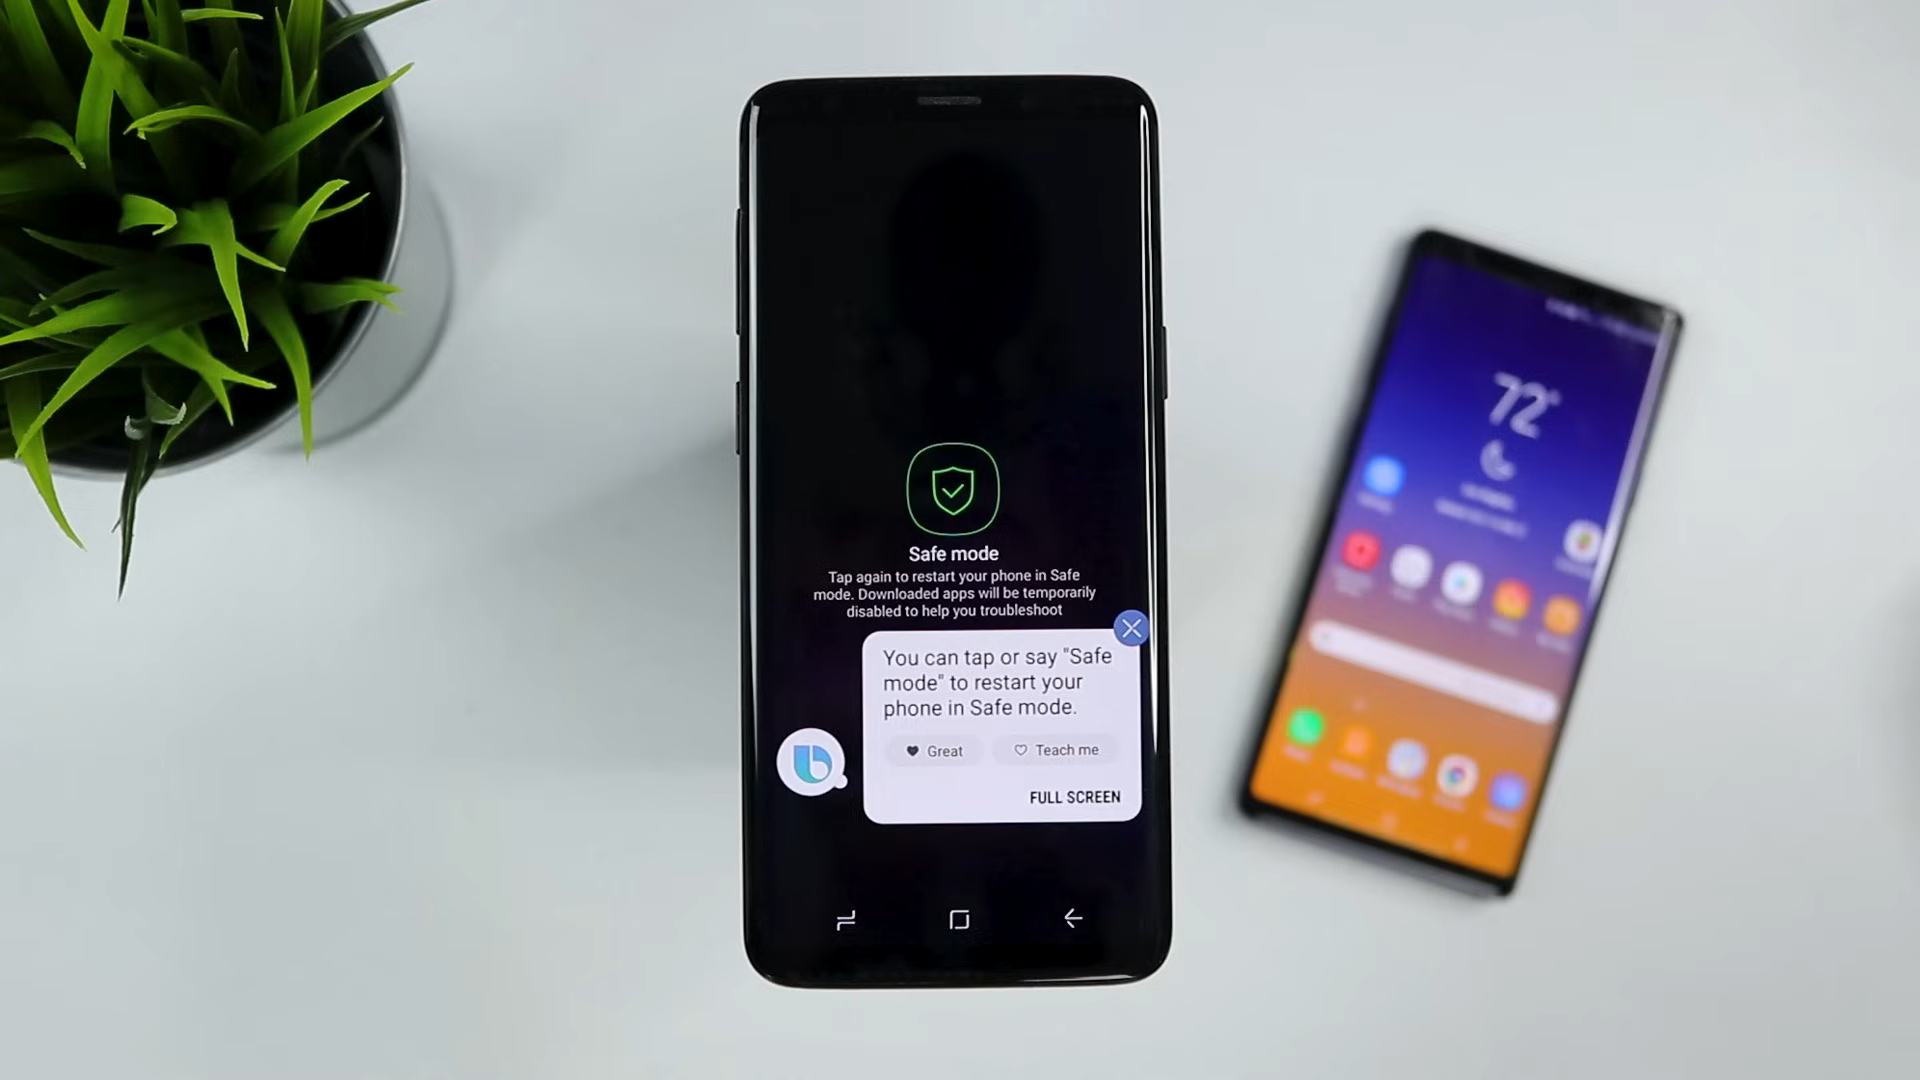 Safe mode
Tap again to restart your phone in Safe
mode. Downloaded apps will be temporarily
disabled to help you troubleshoot
You can tap or say "Safe
mode" to restart your
phone in Safe mode.
Great
Teach me
FULL SCREEN
72°